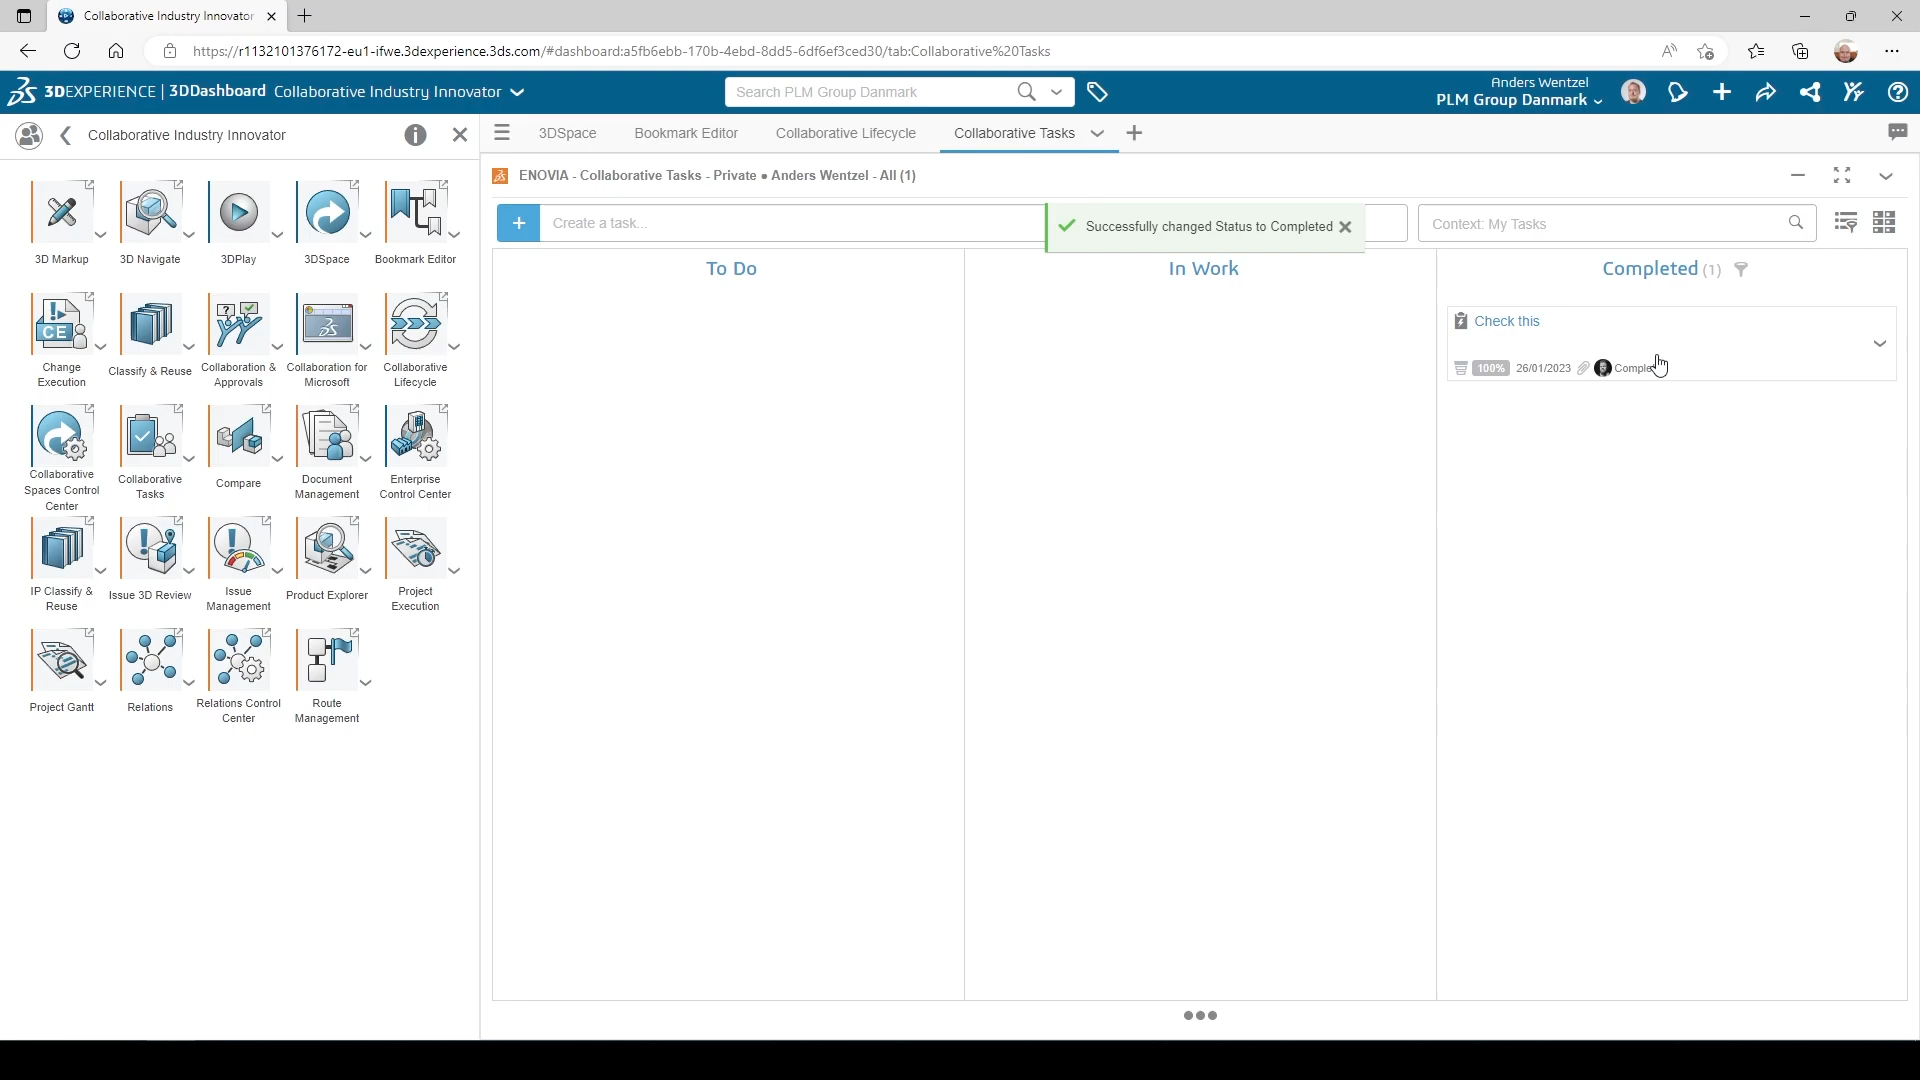 Collaborative Industry Innovator
https://r1132101376172-eu1-ifwe.3dexperience.3ds.com/#dashboard:a5fb6ebb-170b-4ebd-8dd5-6df6ef3ced30/tab:Collaborative%20Tasks
3DEXPERIENCE | 3DDashboard Collaborative Industry Innovator
Search PLM Group Danmark
Anders Wentzel
PLM Group Danmark
Collaborative Industry Innovator
3DSpace Bookmark Editor Collaborative Lifecycle Collaborative Tasks
ENOVIA - Collaborative Tasks - Private • Anders Wentzel - All (1)
Create a task...
Successfully changed Status to Completed
Context: My Tasks
To Do
In Work
Completed (1)
Check this
100% 26/01/2023 Comple
3D Markup
3D Navigate
3DPlay
3DSpace
Bookmark Editor
CE
Change
Execution
Classify & Reuse
Collaboration &
Approvals
Collaboration for
Microsoft
Collaborative
Lifecycle
Collaborative
Spaces Control
Center
Collaborative
Tasks
Compare
Document
Management
Enterprise
Control Center
IP Classify &
Reuse
Issue 3D Review
Issue
Management
Product Explorer
Project
Execution
Project Gantt
Relations
Relations Control
Center
Route
Management